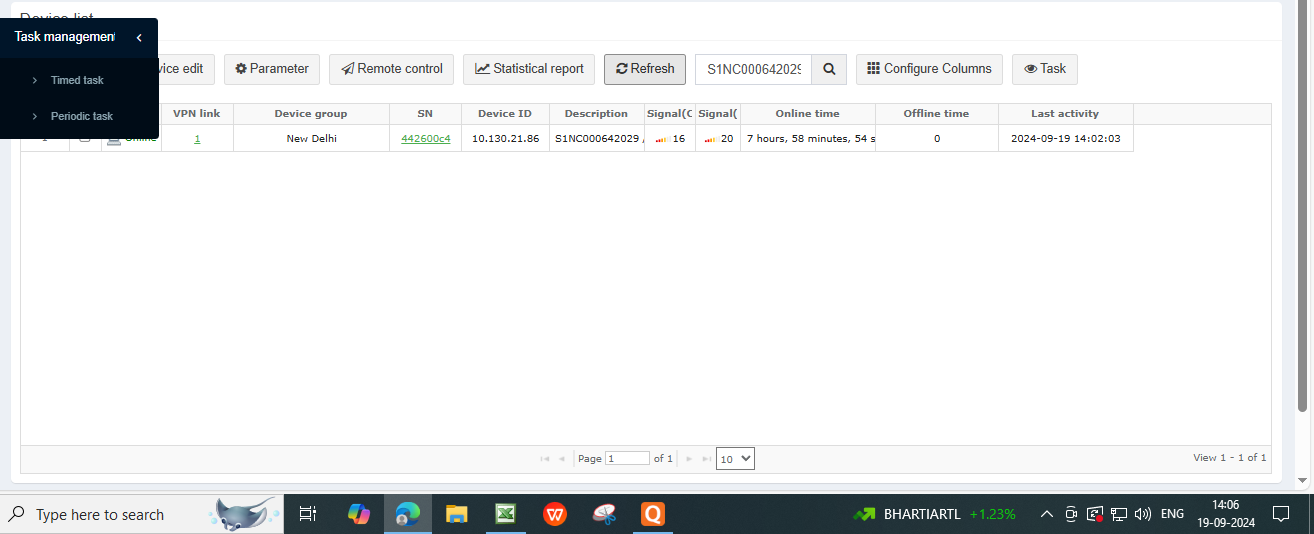 Device list
Task management
Timed task
Periodic task
vice edit
Parameter
Remote control
Statistical report
Refresh
S1NC000642029
Configure Columns
Task
VPN link Device group SN Device ID Description Signal(C Signal( Online time Offline time Last activity
1 Online 1 New Delhi 442600c4 10.130.21.86 S1NC000642029 16 20 7 hours, 58 minutes, 54 s 0 2024-09-19 14:02:03
Page 1 of 1 10 View 1 - 1 of 1
Type here to search
BHARTIARTL +1.23%
ENG
14:06
19-09-2024